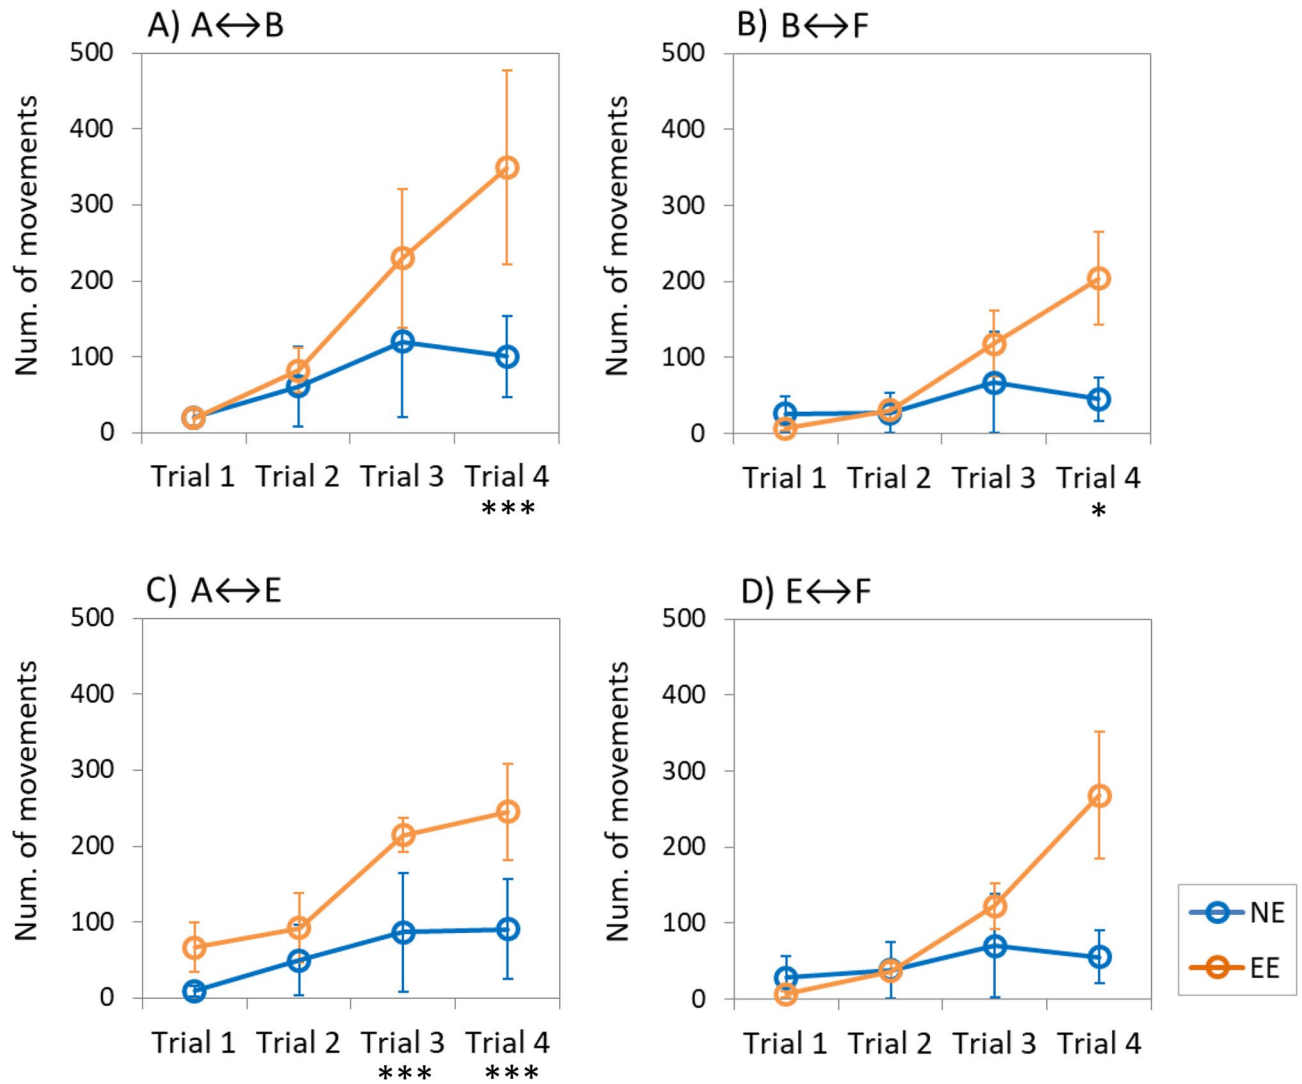 A) A↔B
500
400
300
200
100
0
Num. of movements
Trial 1 Trial 2 Trial 3 Trial 4
***
B) B↔F
500
400
300
200
100
0
Num. of movements
Trial 1 Trial 2 Trial 3 Trial 4
*
C) A↔E
500
400
300
200
100
0
Num. of movements
Trial 1 Trial 2 Trial 3 Trial 4
*** ***
D) E↔F
500
400
300
200
100
0
Num. of movements
Trial 1 Trial 2 Trial 3 Trial 4
NE
EE